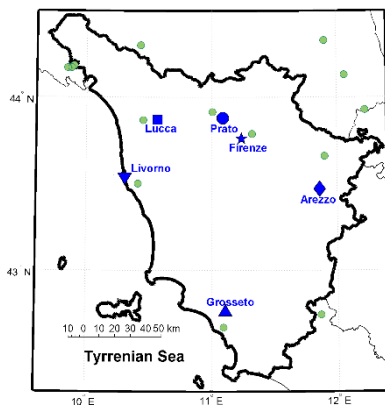 44° N
Lucca
Prato
Firenze
Livorno
Arezzo
43° N
Grosseto
10 0 10 20 30 40 50 km
Tyrrenian Sea
10° E 11° E 12° E